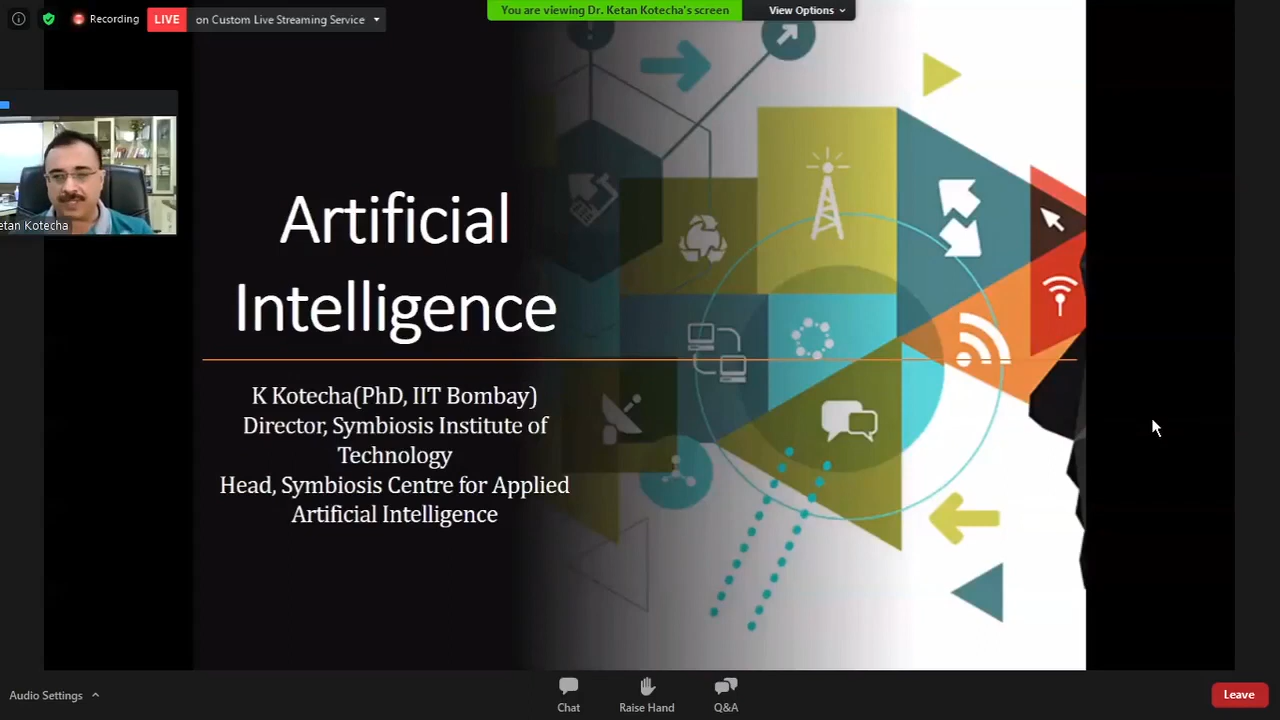 Recording
LIVE
on Custom Live Streaming Service
You are viewing Dr. Ketan Kotecha's screen
View Options
etan Kotecha
Artificial
Intelligence
K Kotecha(PhD, IIT Bombay)
Director, Symbiosis Institute of
Technology
Head, Symbiosis Centre for Applied
Artificial Intelligence
Audio Settings
Chat
Raise Hand
Q&A
Leave